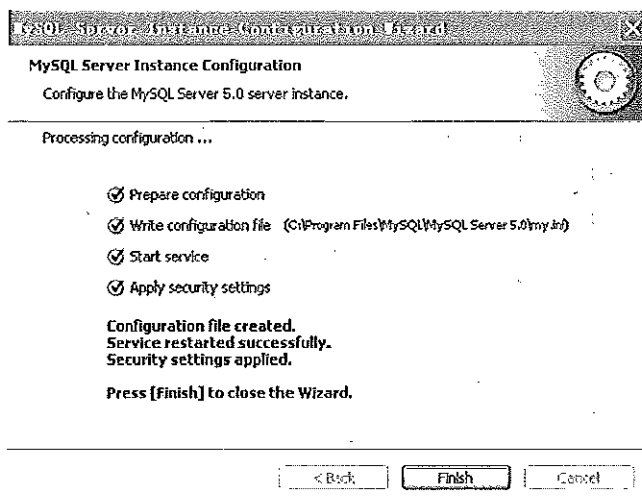 MySQL Server Instance Configuration Wizard
MySQL Server Instance Configuration
Configure the MySQL Server 5.0 server instance.
Processing configuration ...
Prepare configuration
Write configuration file (C:\Program Files\MySQL\MySQL Server 5.0\my.ini)
Start service
Apply security settings
Configuration file created.
Service restarted successfully.
Security settings applied.
Press [Finish] to close the Wizard.
< Back Finish Cancel